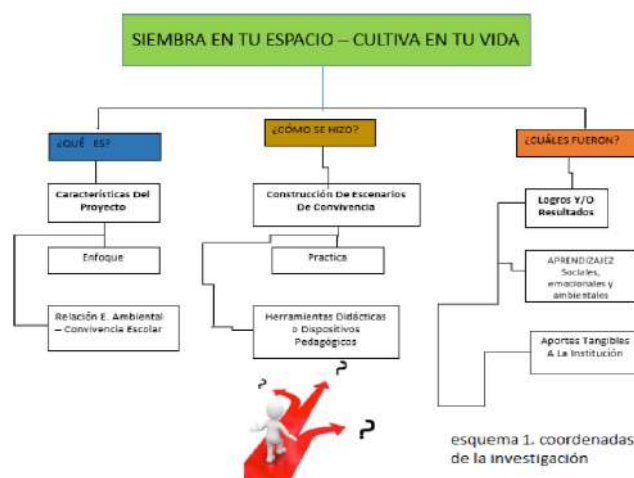 SIEMBRA EN TU ESPACIO – CULTIVA EN TU VIDA
¿QUÉ ES?
Características Del
Proyecto
Enfoque
Relación E. Ambiental
– Convivencia Escolar
¿CÓMO SE HIZO?
Construcción De Escenarios
De Convivencia
Practica
Herramientas Didácticas
o Dispositivos
Pedagógicos
¿CUÁLES FUERON?
Logros Y/O
Resultados
APRENDIZAJEZ
Sociales,
emocionales y
ambientales
Aportes Tangibles
A La Institución
?
?
?
esquema 1. coordenadas
de la investigación